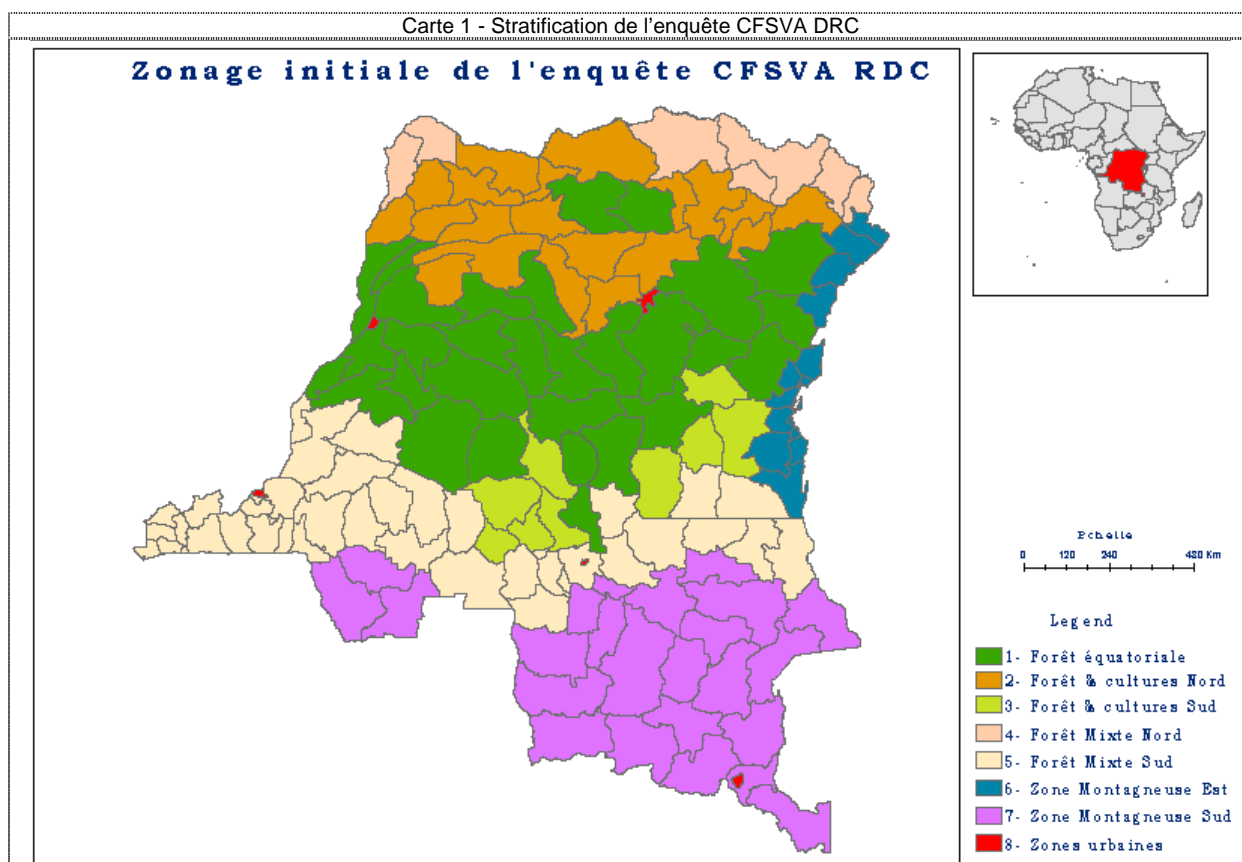 Carte 1 - Stratification de l'enquête CFSVA DRC
Zonage initiale de l'enquête CFSVA RDC
Echelle
0 120 240 480 Km
Legend
1- Forêt équatoriale
2- Forêt & cultures Nord
3- Forêt & cultures Sud
4- Forêt Mixte Nord
5- Forêt Mixte Sud
6- Zone Montagneuse Est
7- Zone Montagneuse Sud
8- Zones urbaines